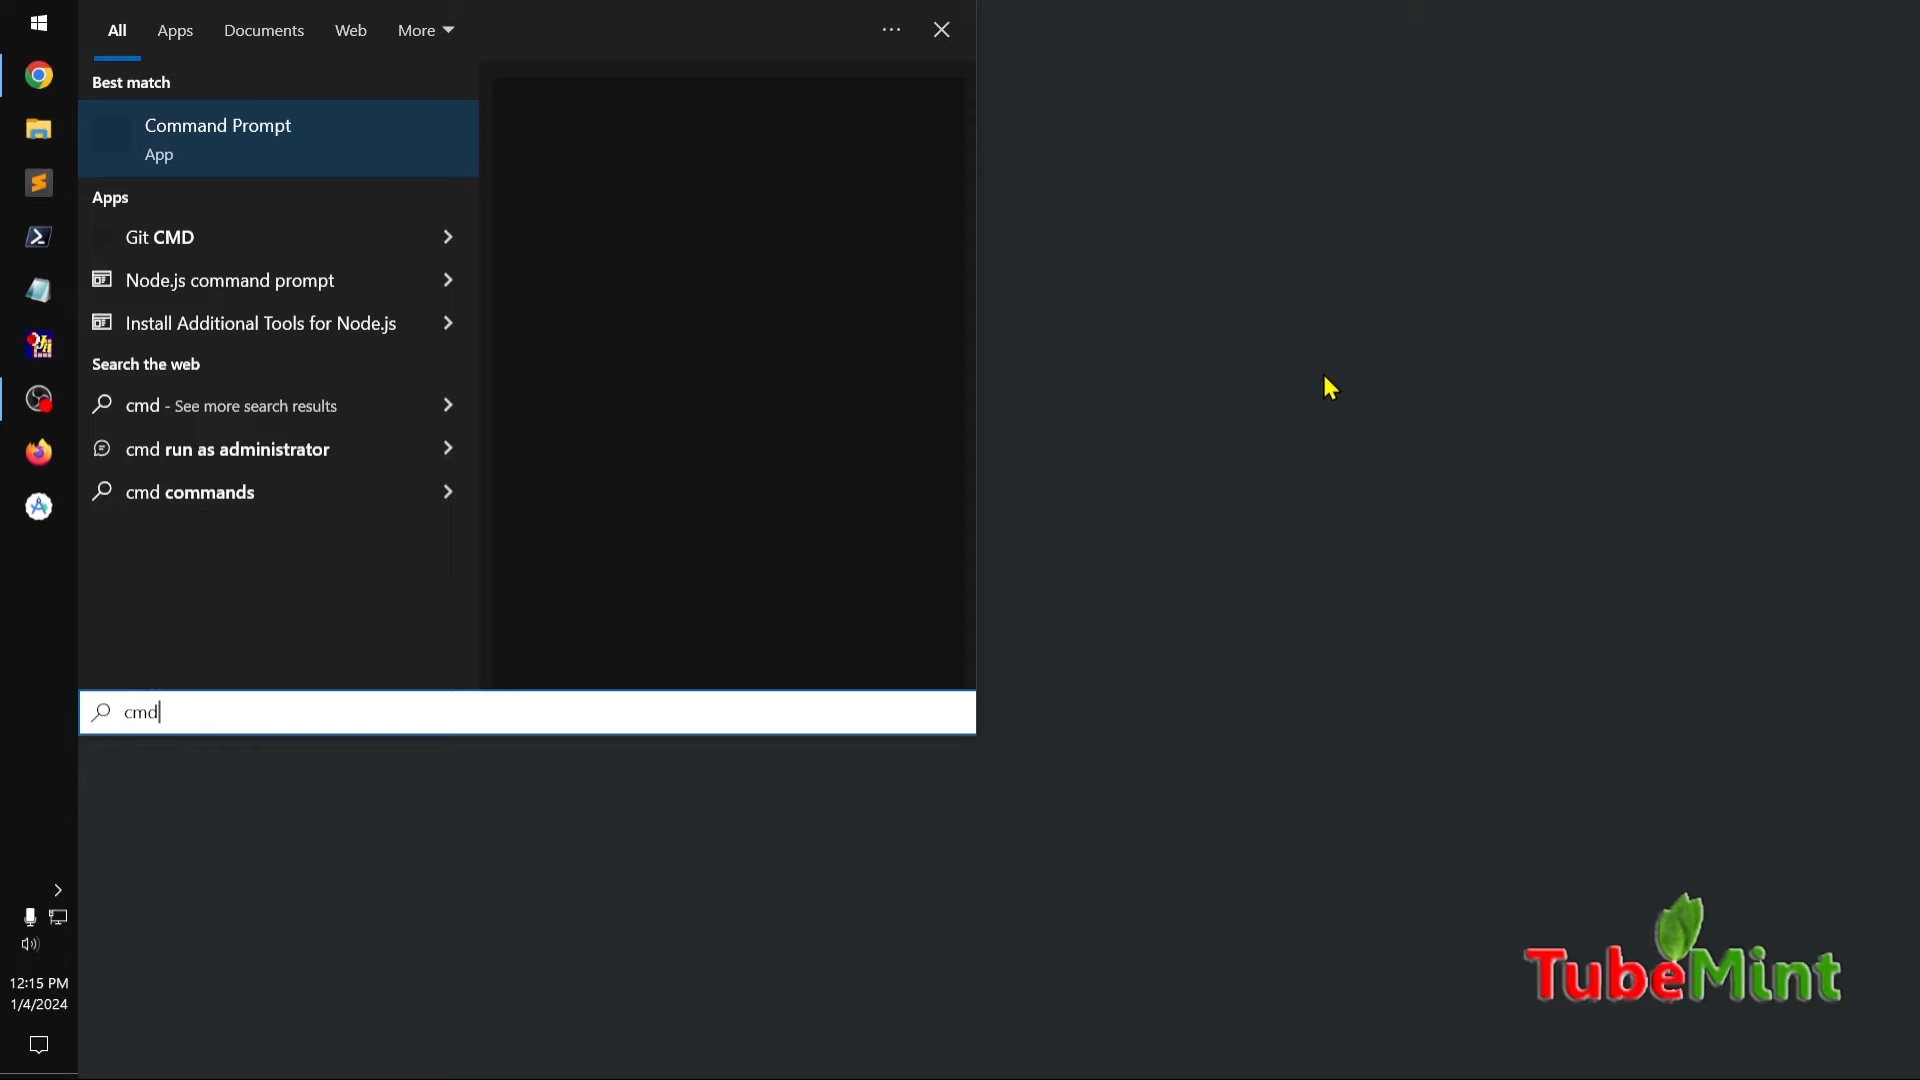 All Apps Documents Web More
Best match
Command Prompt
App
Apps
Git CMD
Node.js command prompt
Install Additional Tools for Node.js
Search the web
cmd - See more search results
cmd run as administrator
cmd commands
cmd
12:15 PM
1/4/2024
TubeMint